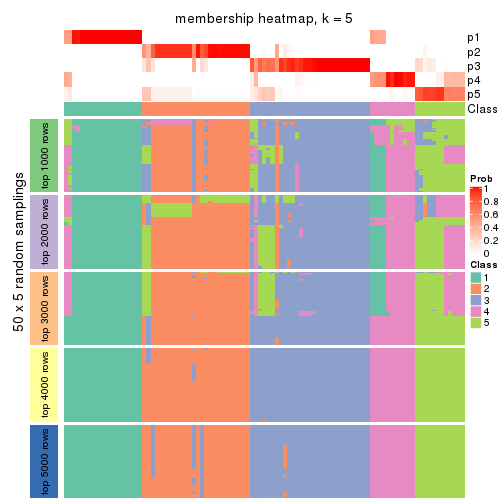 membership heatmap, k = 5
p1
p2
p3
p4
p5
Class
50 x 5 random samplings
top 1000 rows
top 2000 rows
top 3000 rows
top 4000 rows
top 5000 rows
Prob
1
0.8
0.6
0.4
0.2
0
Class
1
2
3
4
5